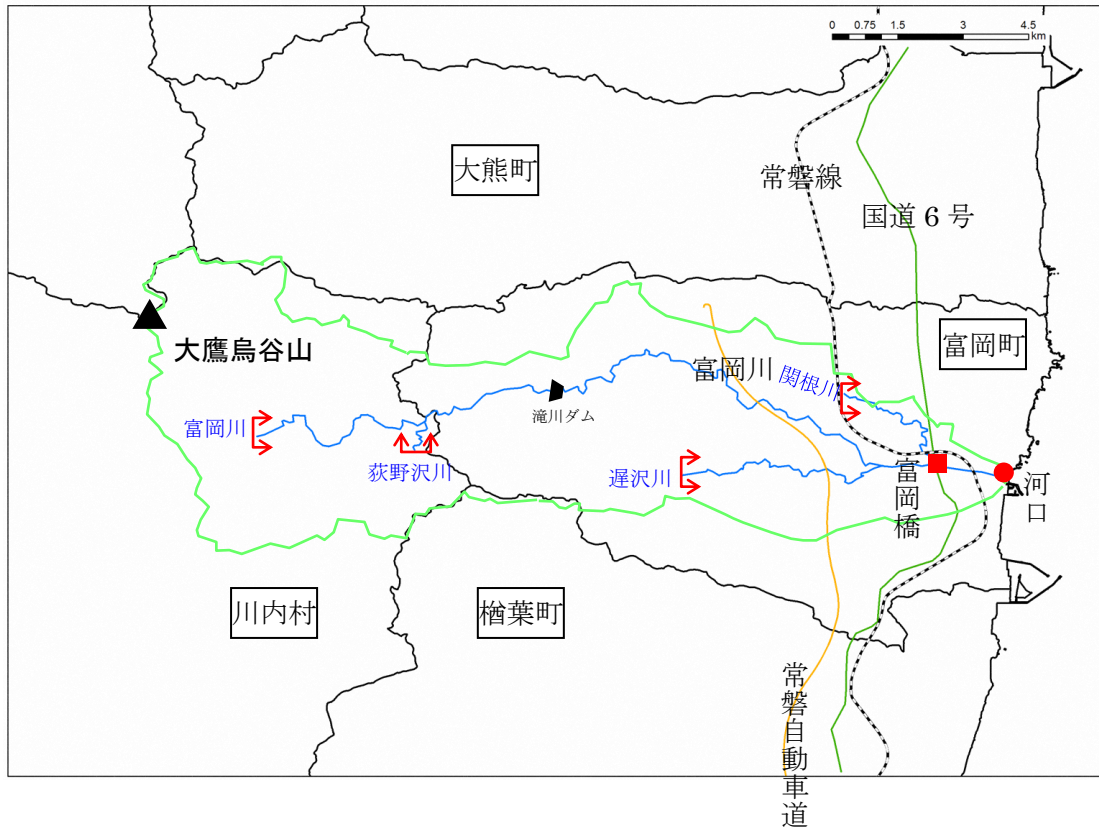 0 0.75 1.5 3 4.5
km
大熊町
常磐線
国道6号
富岡町
大鷹鳥谷山
富岡川
関根川
滝川ダム
富岡川
荻野沢川
遅沢川
富岡橋
河口
川内村
楢葉町
常磐自動車道